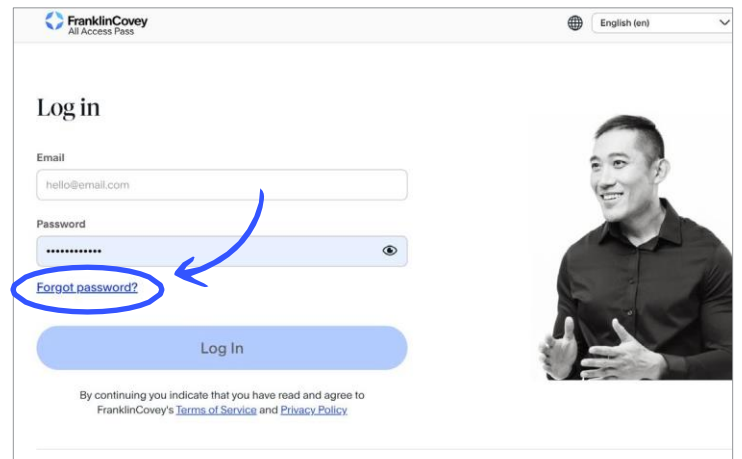 FranklinCovey
All Access Pass
English (en)
Log in
Email
hello@email.com
Password
••••••••••••
Forgot password?
Log In
By continuing you indicate that you have read and agree to
FranklinCovey's Terms of Service and Privacy Policy